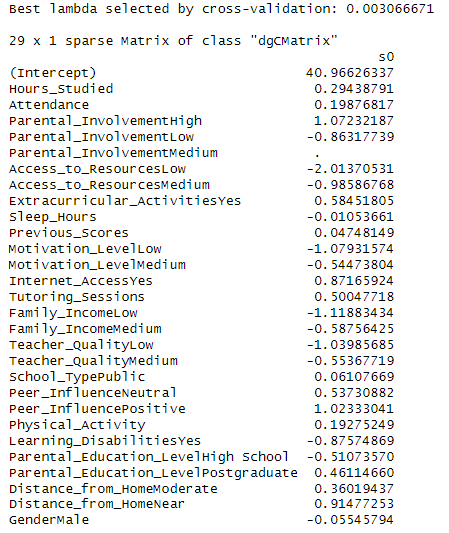 Best lambda selected by cross-validation: 0.003066671
29 x 1 sparse Matrix of class "dgCMatrix"
s0
(Intercept) 40.96626337
Hours_Studied 0.29438791
Attendance 0.19876817
Parental_InvolvementHigh 1.07232187
Parental_InvolvementLow -0.86317739
Parental_InvolvementMedium .
Access_to_ResourcesLow -2.01370531
Access_to_ResourcesMedium -0.98586768
Extracurricular_ActivitiesYes 0.58451805
Sleep_Hours -0.01053661
Previous_Scores 0.04748149
Motivation_LevelLow -1.07931574
Motivation_LevelMedium -0.54473804
Internet_AccessYes 0.87165924
Tutoring_Sessions 0.50047718
Family_IncomeLow -1.11883434
Family_IncomeMedium -0.58756425
Teacher_QualityLow -1.03985685
Teacher_QualityMedium -0.55367719
School_TypePublic 0.06107669
Peer_InfluenceNeutral 0.53730882
Peer_InfluencePositive 1.02333041
Physical_Activity 0.19275249
Learning_DisabilitiesYes -0.87574869
Parental_Education_LevelHigh School -0.51073570
Parental_Education_LevelPostgraduate 0.46114660
Distance_from_HomeModerate 0.36019437
Distance_from_HomeNear 0.91477253
GenderMale -0.05545794